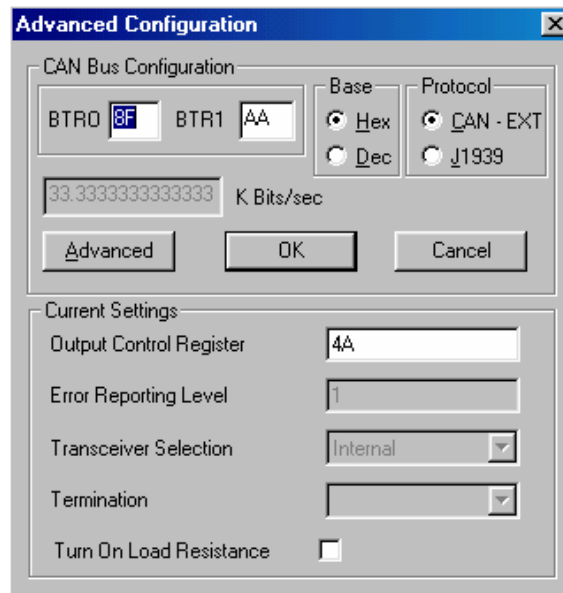 Advanced Configuration
CAN Bus Configuration
BTR0 8F BTR1 AA
Base
Hex
Dec
Protocol
CAN - EXT
J1939
33.3333333333333 K Bits/sec
Advanced OK Cancel
Current Settings
Output Control Register 4A
Error Reporting Level 1
Transceiver Selection Internal
Termination
Turn On Load Resistance